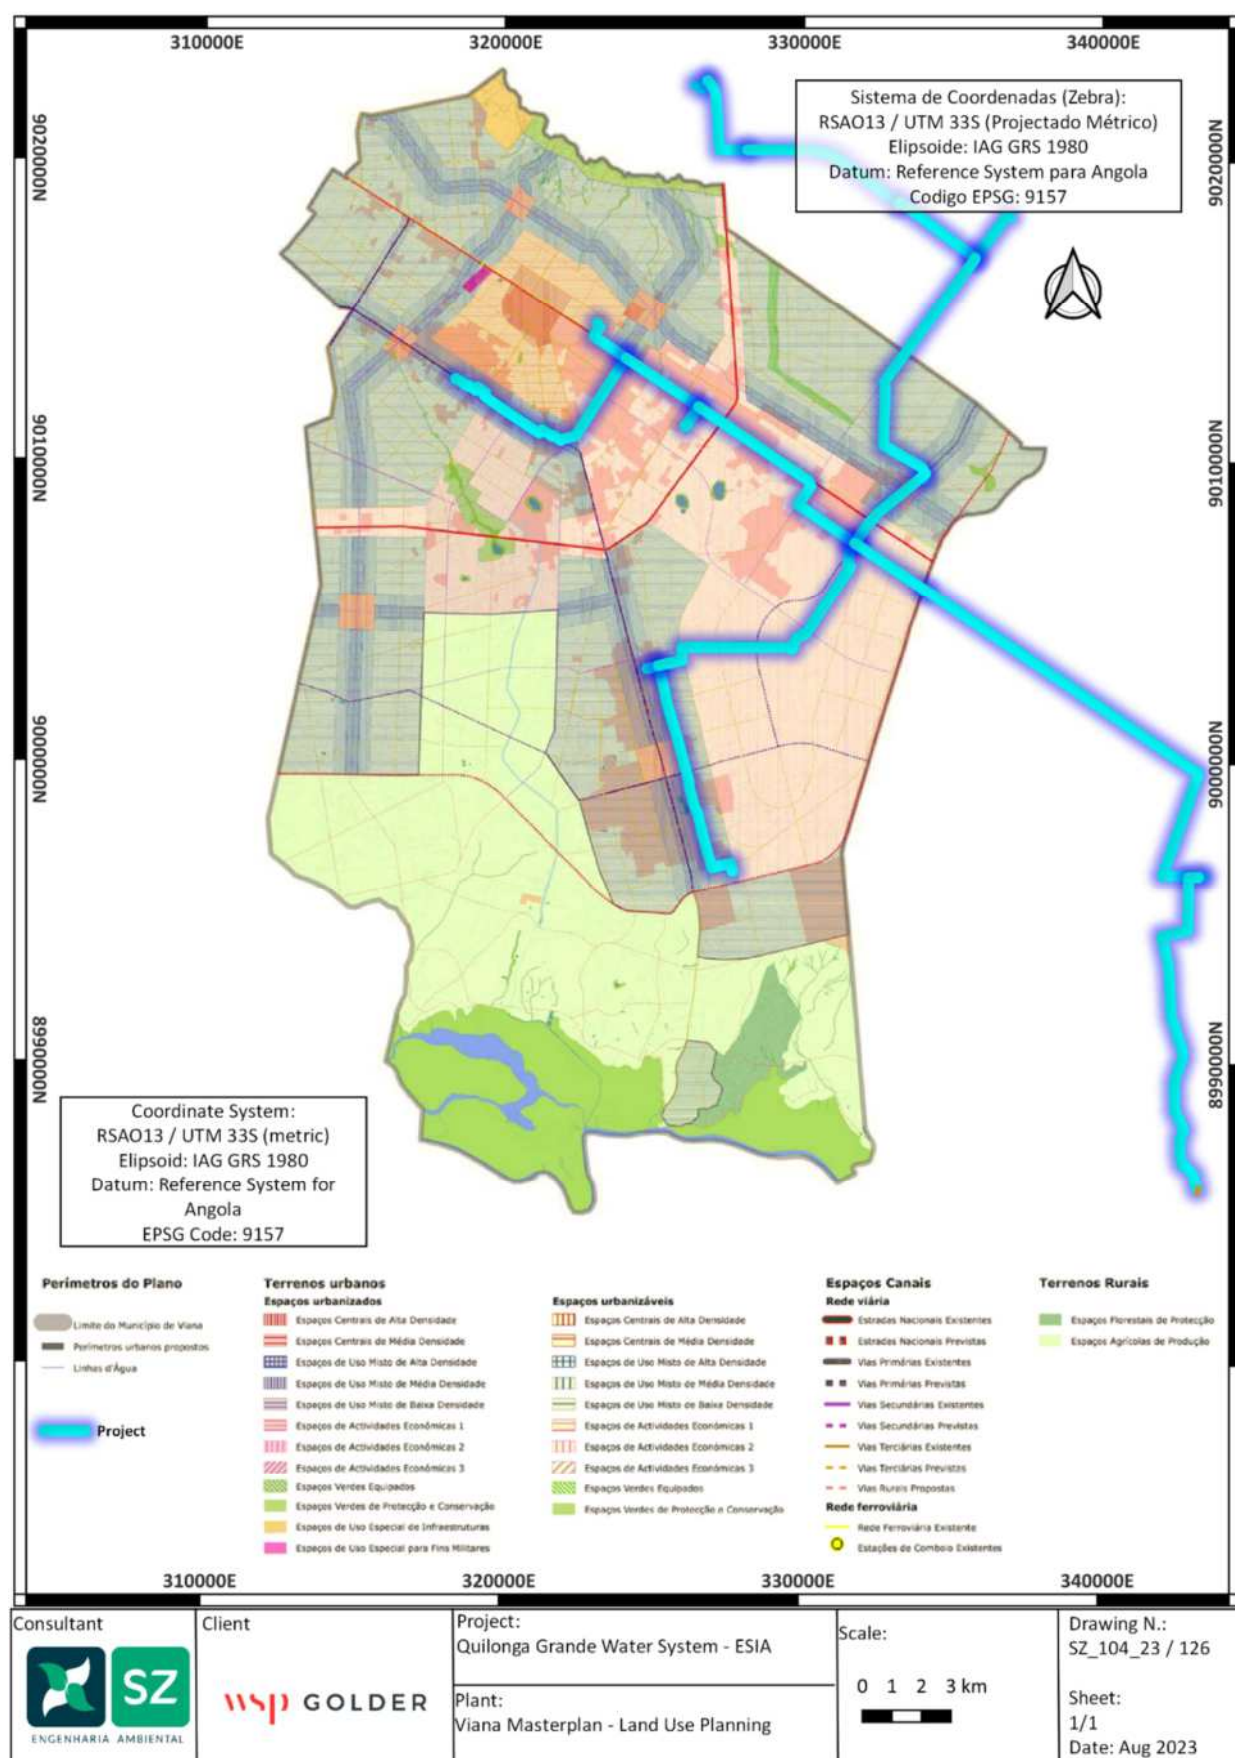 310000E
320000E
330000E
340000E
9020000N
9020000N
Sistema de Coordenadas (Zebra):
RSAO13 / UTM 33S (Projectado Métrico)
Elipsoide: IAG GRS 1980
Datum: Reference System para Angola
Codigo EPSG: 9157
9010000N
9010000N
9000000N
9000000N
8990000N
8990000N
Coordinate System:
RSAO13 / UTM 33S (metric)
Elipsoid: IAG GRS 1980
Datum: Reference System for
Angola
EPSG Code: 9157
Perímetros do Plano
Limite do Município de Viana
Perímetros urbanos propostos
Linhas d'Água
Project
Terrenos urbanos
Espaços urbanizados
Espaços Centrais de Alta Densidade
Espaços Centrais de Média Densidade
Espaços de Uso Misto de Alta Densidade
Espaços de Uso Misto de Média Densidade
Espaços de Uso Misto de Baixa Densidade
Espaços de Actividades Económicas 1
Espaços de Actividades Económicas 2
Espaços de Actividades Económicas 3
Espaços Verdes Equipados
Espaços Verdes de Protecção e Conservação
Espaços de Uso Especial de Infraestruturas
Espaços de Uso Especial para Fins Militares
Espaços urbanizáveis
Espaços Centrais de Alta Densidade
Espaços Centrais de Média Densidade
Espaços de Uso Misto de Alta Densidade
Espaços de Uso Misto de Média Densidade
Espaços de Uso Misto de Baixa Densidade
Espaços de Actividades Económicas 1
Espaços de Actividades Económicas 2
Espaços de Actividades Económicas 3
Espaços Verdes Equipados
Espaços Verdes de Protecção e Conservação
Espaços Canais
Rede viária
Estradas Nacionais Existentes
Estradas Nacionais Previstas
Vias Primárias Existentes
Vias Primárias Previstas
Vias Secundárias Existentes
Vias Secundárias Previstas
Vias Terciárias Existentes
Vias Terciárias Previstas
Vias Rurais Propostas
Rede ferroviária
Rede Ferroviária Existente
Estações de Comboio Existentes
Terrenos Rurais
Espaços Florestais de Protecção
Espaços Agrícolas de Produção
310000E
320000E
330000E
340000E
Consultant
SZ
ENGENHARIA AMBIENTAL
Client
wsp GOLDER
Project:
Quilonga Grande Water System - ESIA
Plant:
Viana Masterplan - Land Use Planning
Scale:
0 1 2 3 km
Drawing N.:
SZ_104_23 / 126
Sheet:
1/1
Date: Aug 2023